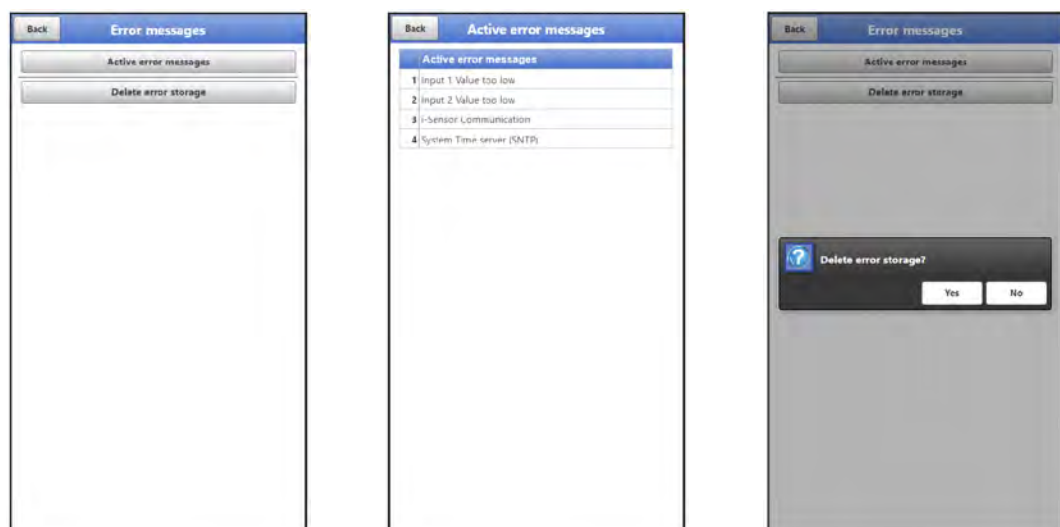 Back Error messages
Active error messages
Delete error storage
Back Active error messages
Active error messages
1 Input 1 Value too low
2 Input 2 Value too low
3 i-Sensor Communication
4 System Time server (SNTP)
Back Error messages
Active error messages
Delete error storage
Delete error storage?
Yes No